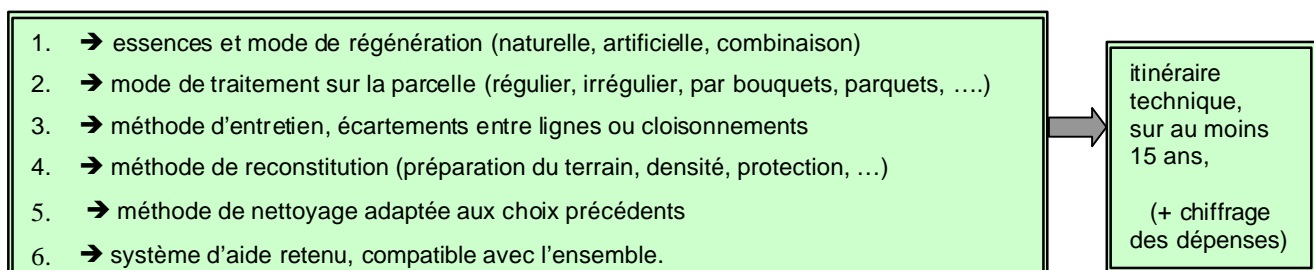 1. ➔ essences et mode de régénération (naturelle, artificielle, combinaison)
2. ➔ mode de traitement sur la parcelle (régulier, irrégulier, par bouquets, parquets, ….)
3. ➔ méthode d’entretien, écartements entre lignes ou cloisonnements
4. ➔ méthode de reconstitution (préparation du terrain, densité, protection, …)
5. ➔ méthode de nettoyage adaptée aux choix précédents
6. ➔ système d’aide retenu, compatible avec l’ensemble.
itinéraire
technique,
sur au moins
15 ans,
(+ chiffrage
des dépenses)